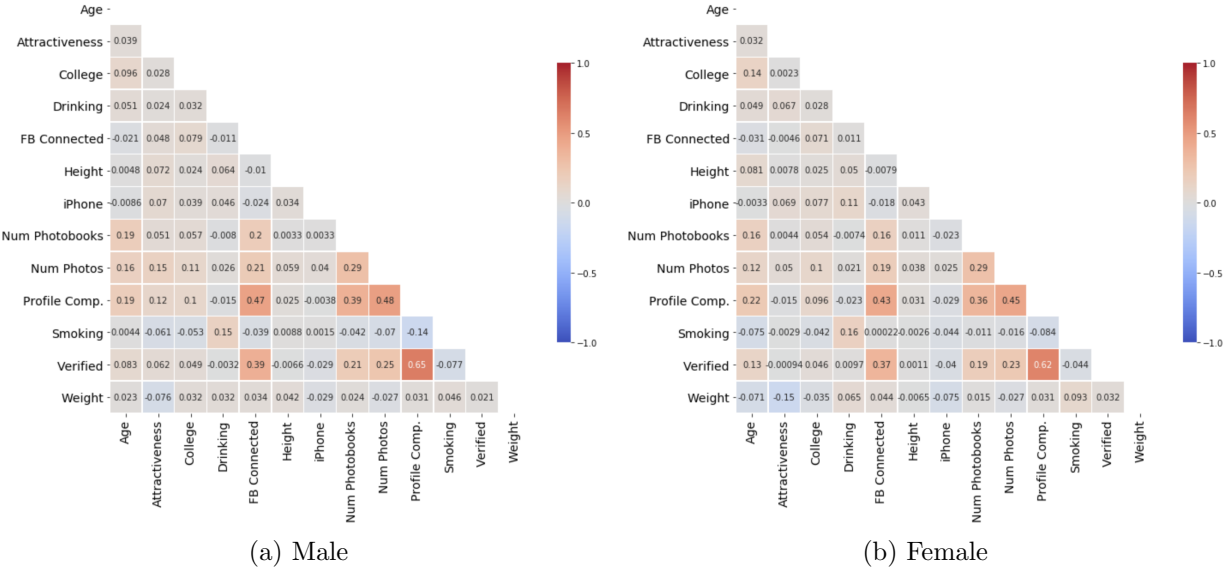 Age
Attractiveness 0.039
College 0.096 0.028
Drinking 0.051 0.024 0.032
FB Connected -0.021 0.048 0.079 -0.011
Height 0.0048 0.072 0.024 0.064 -0.01
iPhone -0.0086 0.07 0.039 0.046 -0.024 0.034
Num Photobooks 0.19 0.051 0.057 -0.008 0.2 0.0033 0.0033
Num Photos 0.16 0.15 0.11 0.026 0.21 0.059 0.04 0.29
Profile Comp. 0.19 0.12 0.1 -0.015 0.47 0.025 -0.0038 0.39 0.48
Smoking 0.0044 -0.061 -0.053 0.15 -0.039 0.0088 0.0015 -0.042 -0.07 -0.14
Verified 0.083 0.062 0.049 -0.0032 0.39 -0.0066 -0.029 0.21 0.25 0.65 -0.077
Weight 0.023 -0.076 0.032 0.032 0.034 0.042 -0.029 0.024 -0.027 0.031 0.046 0.021
Age Attractiveness College Drinking FB Connected Height iPhone Num Photobooks Num Photos Profile Comp. Smoking Verified Weight
1.0
0.5
0.0
−0.5
−1.0
(a) Male
Age
Attractiveness 0.032
College 0.14 0.0023
Drinking 0.049 0.067 0.028
FB Connected -0.031 -0.0046 0.071 0.011
Height 0.081 0.0078 0.025 0.05 -0.0079
iPhone -0.0033 0.069 0.077 0.11 -0.018 0.043
Num Photobooks 0.16 0.0044 0.054 -0.0074 0.16 0.011 -0.023
Num Photos 0.12 0.05 0.1 0.021 0.19 0.038 0.025 0.29
Profile Comp. 0.22 -0.015 0.096 -0.023 0.43 0.031 -0.029 0.36 0.45
Smoking -0.075 -0.0029 -0.042 0.16 0.00022 -0.0026 -0.044 -0.011 -0.016 -0.084
Verified 0.13 -0.00094 0.046 0.0097 0.37 0.0011 -0.04 0.19 0.23 0.62 -0.044
Weight -0.071 -0.15 -0.035 0.065 0.044 -0.0065 -0.075 0.015 -0.027 0.031 0.093 0.032
Age Attractiveness College Drinking FB Connected Height iPhone Num Photobooks Num Photos Profile Comp. Smoking Verified Weight
1.0
0.5
0.0
−0.5
−1.0
(b) Female